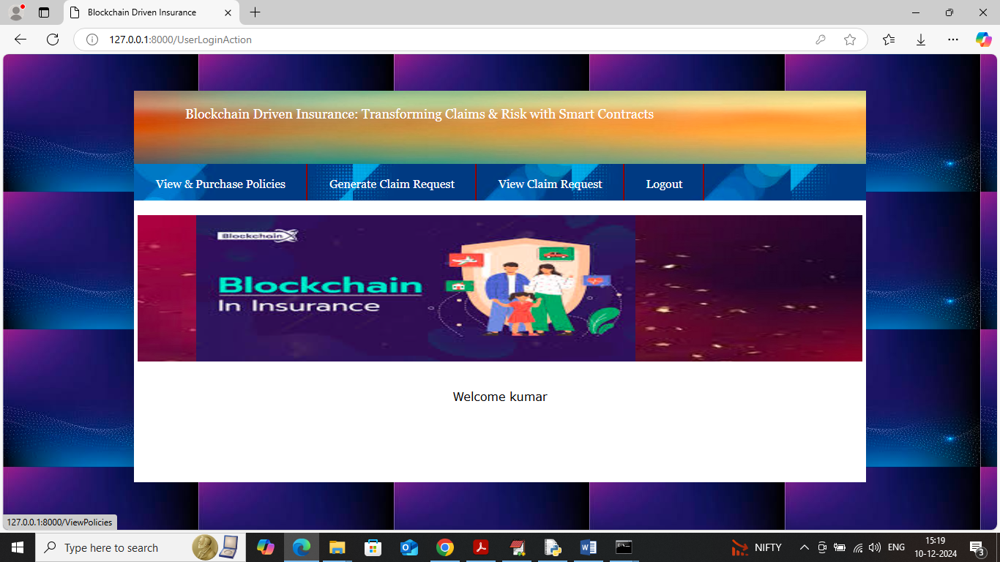 Blockchain Driven Insurance
127.0.0.1:8000/UserLoginAction
Blockchain Driven Insurance: Transforming Claims & Risk with Smart Contracts
View & Purchase Policies
Generate Claim Request
View Claim Request
Logout
BlockchainX
Blockchain
In Insurance
Welcome kumar
127.0.0.1:8000/ViewPolicies
Type here to search
NIFTY
ENG
15:19
10-12-2024
3